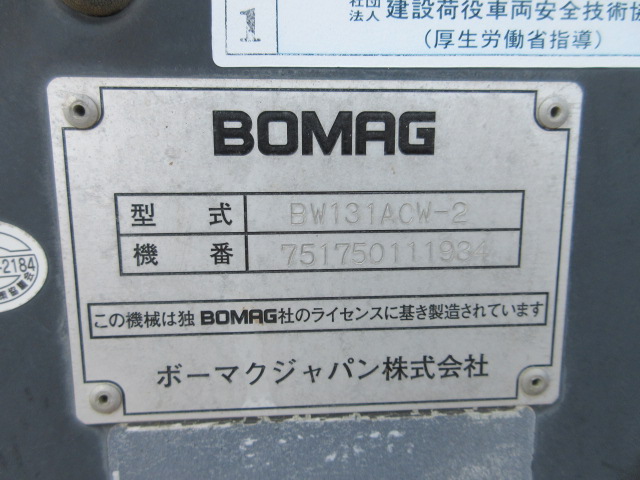 社団
法人 建設荷役車両安全技術協
1
(厚生労働省指導)
BOMAG
型式 BW131ACW-2
機番 751750111934
-2184
この機械は独 BOMAG社のライセンスに基き製造されています
ボーマクジャパン株式会社